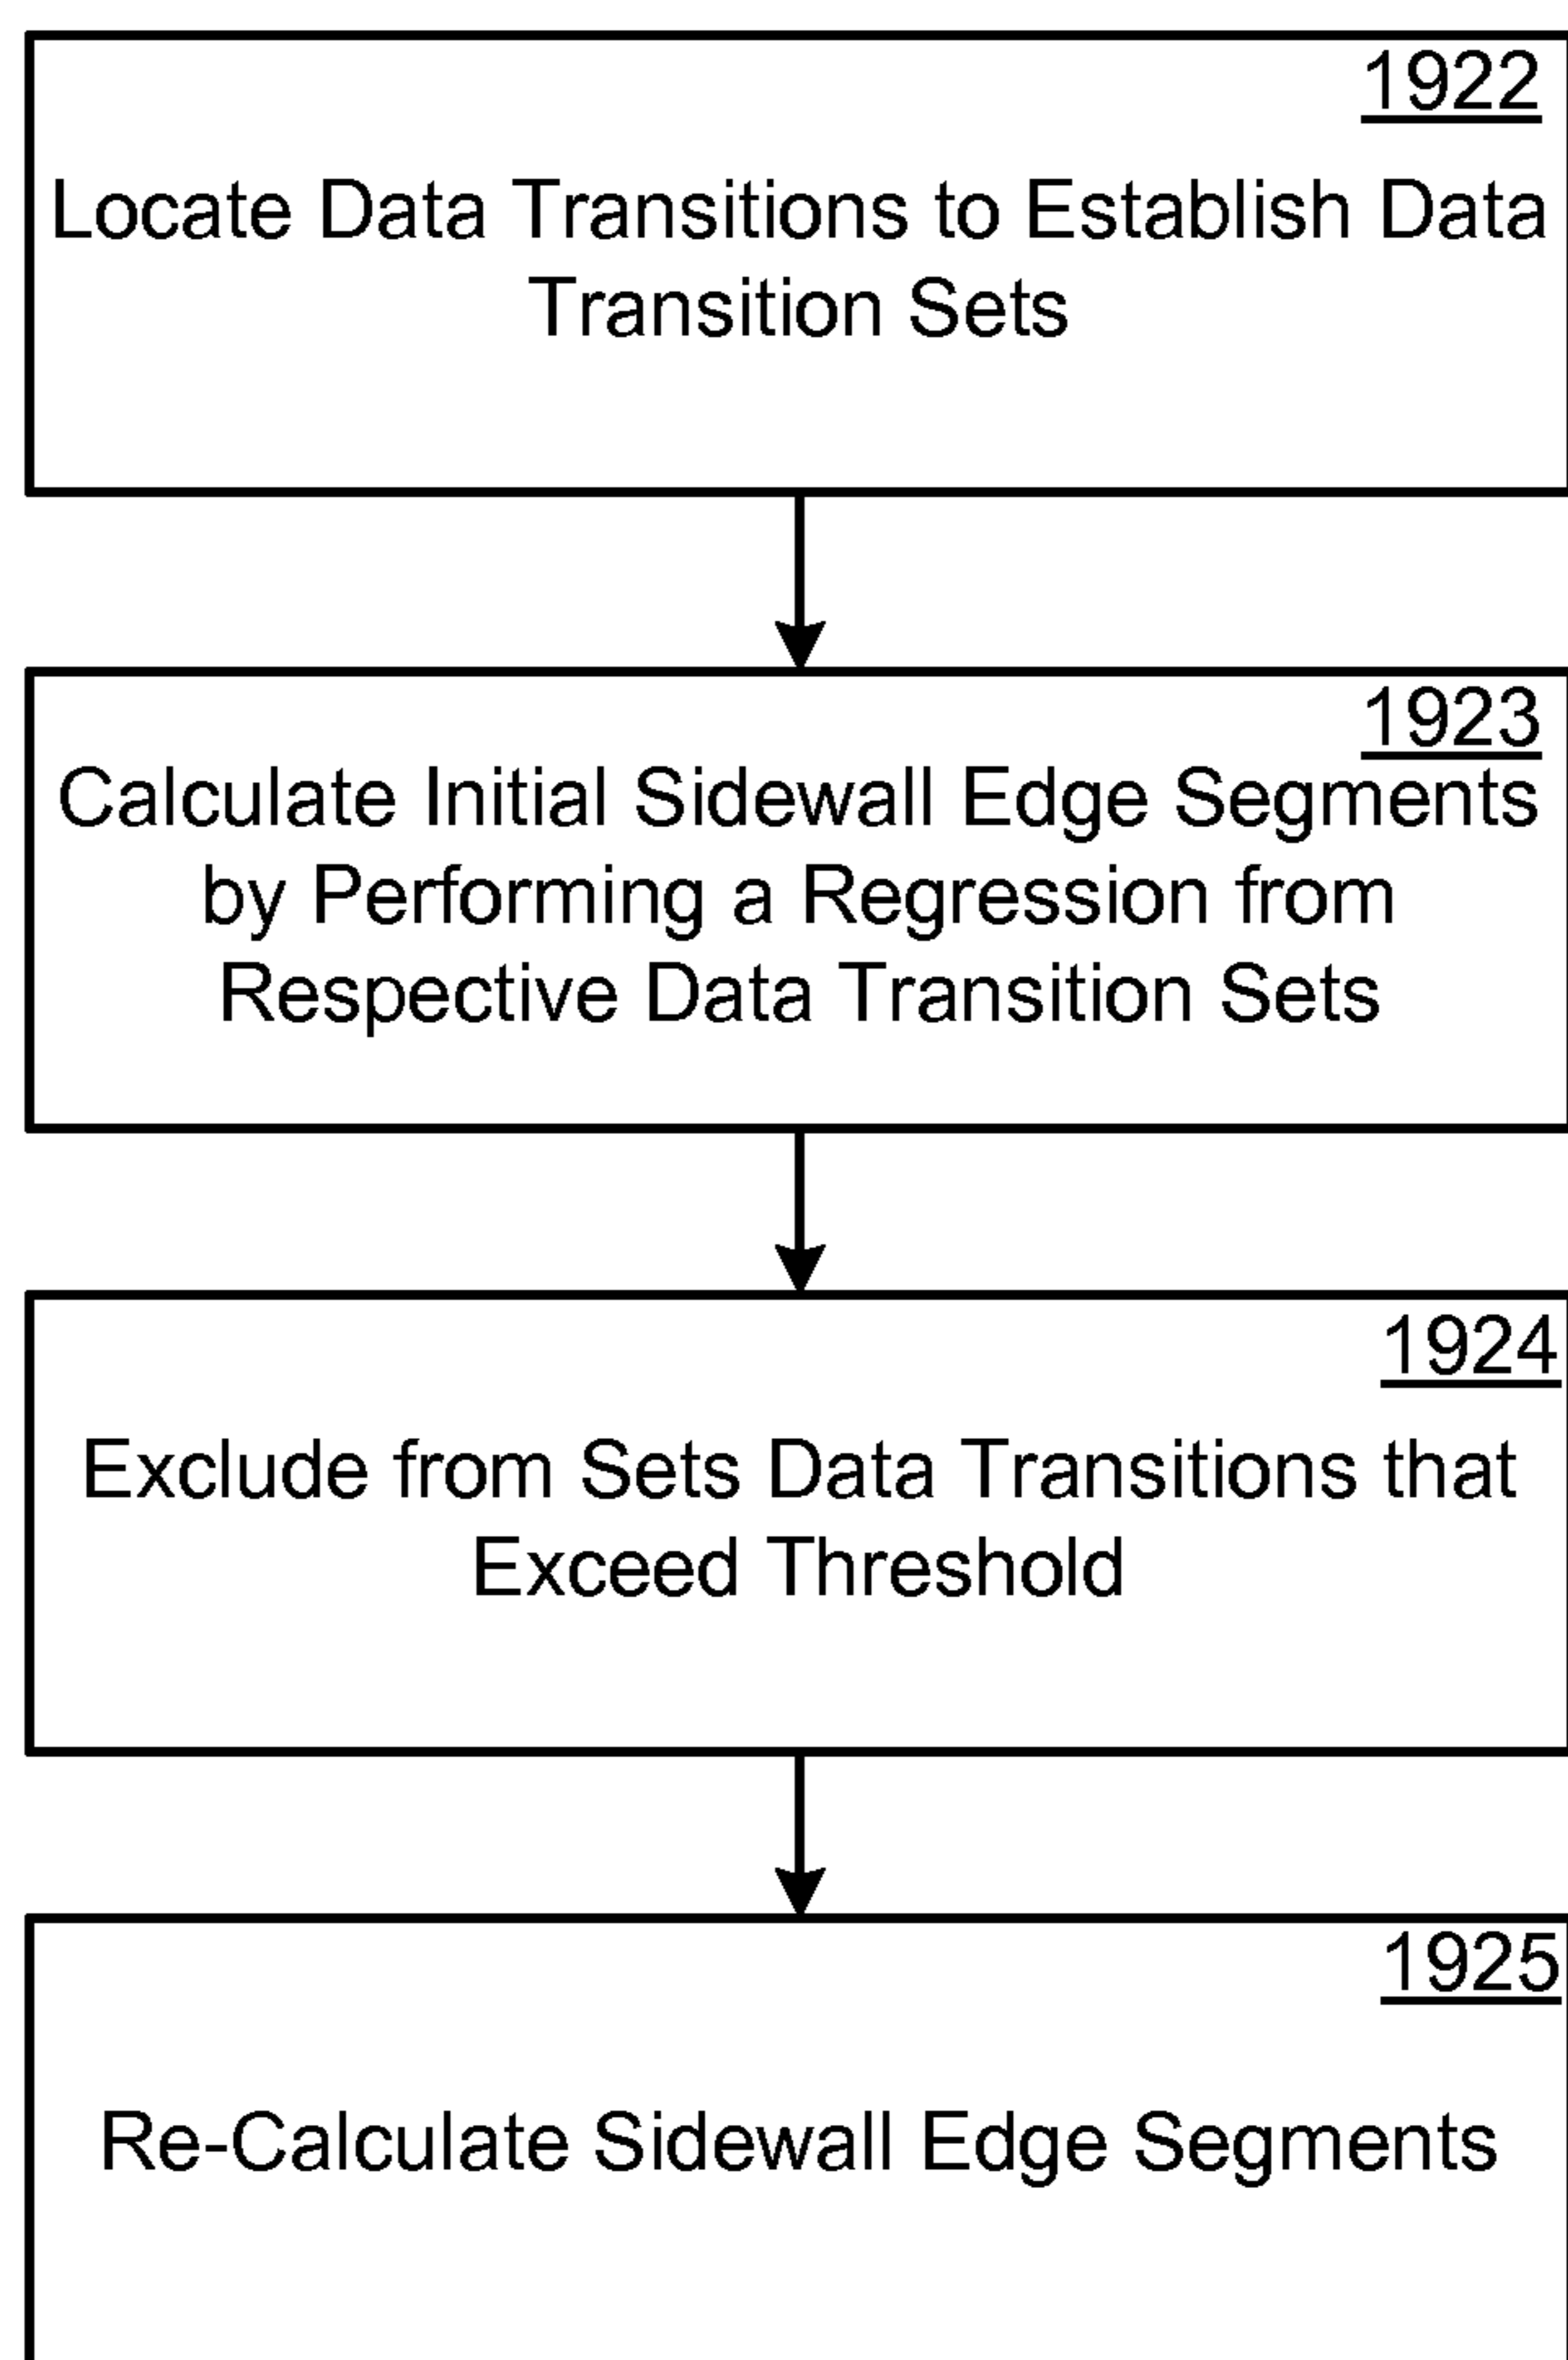 1922
Locate Data Transitions to Establish Data
Transition Sets
1923
Calculate Initial Sidewall Edge Segments
by Performing a Regression from
Respective Data Transition Sets
1924
Exclude from Sets Data Transitions that
Exceed Threshold
1925
Re-Calculate Sidewall Edge Segments